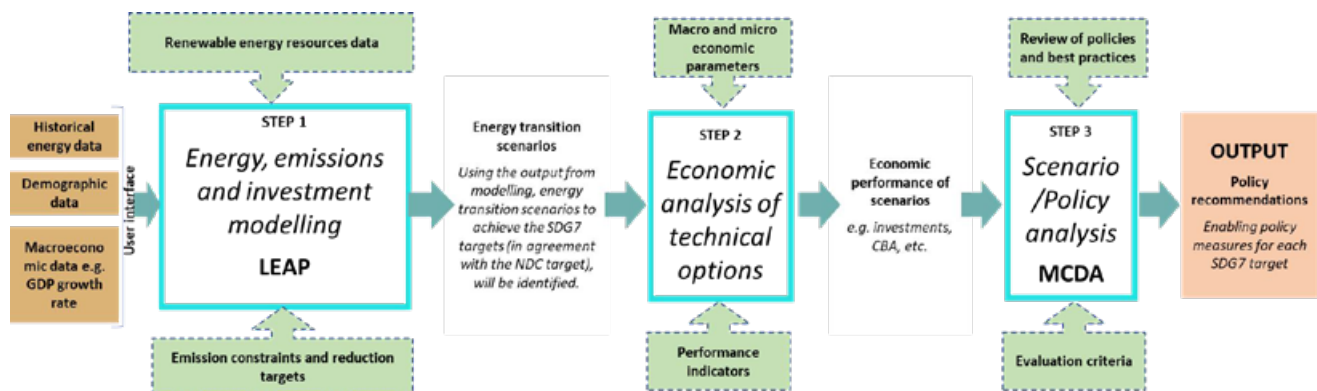 Renewable energy resources data
Macro and micro
economic
parameters
Review of policies
and best practices
Historical
energy data
Demographic
data
Macroecono
mic data e.g.
GDP growth
rate
User interface
STEP 1
Energy, emissions
and investment
modelling
LEAP
Energy transition
scenarios
Using the output from
modelling, energy
transition scenarios to
achieve the SDG7
targets (in agreement
with the NDC target),
will be identified.
STEP 2
Economic
analysis of
technical
options
Economic
performance of
scenarios
e.g. investments,
CBA, etc.
STEP 3
Scenario
/Policy
analysis
MCDA
OUTPUT
Policy
recommendations
Enabling policy
measures for each
SDG7 target
Emission constraints and reduction
targets
Performance
indicators
Evaluation criteria